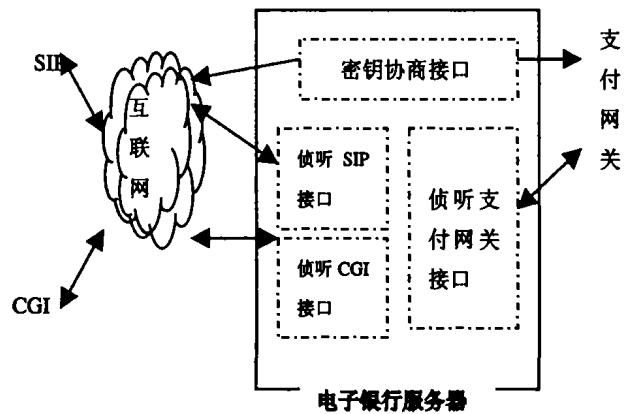 SIP
互
联
网
CGI
密钥协商接口
侦听 SIP
接口
侦听 CGI
接口
侦听支
付网关
接口
支
付
网
关
电子银行服务器